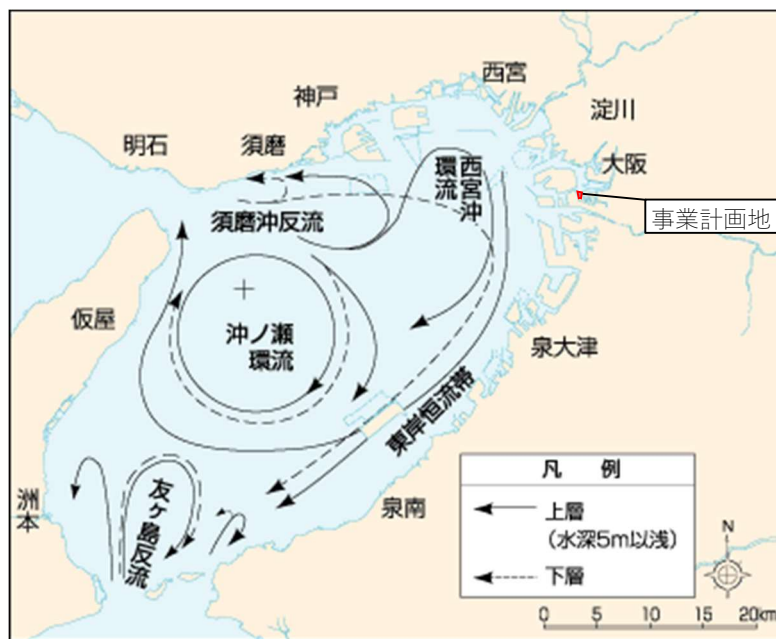 西宮
神戸
淀川
明石
須磨
大阪
西宮沖
環流
事業計画地
須磨沖反流
仮屋
沖ノ瀬
環流
泉大津
東岸恒流帯
洲本
友ヶ島反流
泉南
凡 例
上層
(水深5m以浅)
下層
N
0 5 10 15 20km